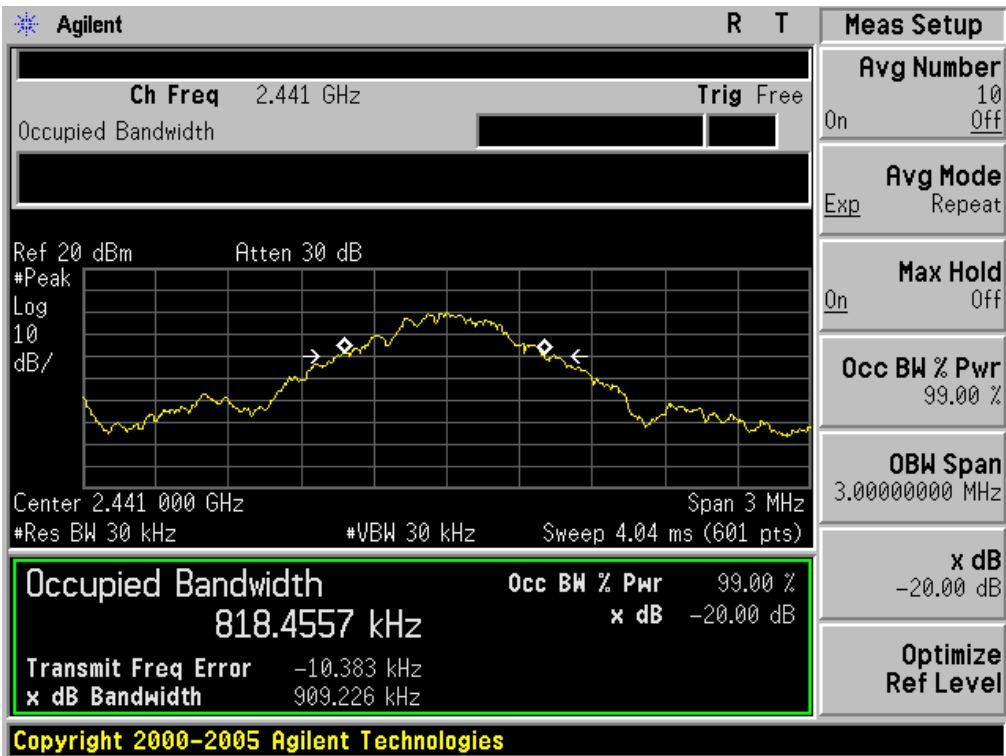 Agilent R T
Ch Freq 2.441 GHz Trig Free
Occupied Bandwidth
Ref 20 dBm Atten 30 dB
#Peak
Log
10
dB/
Center 2.441 000 GHz Span 3 MHz
#Res BW 30 kHz #VBW 30 kHz Sweep 4.04 ms (601 pts)
Occupied Bandwidth Occ BW % Pwr 99.00 %
818.4557 kHz x dB -20.00 dB
Transmit Freq Error -10.383 kHz
x dB Bandwidth 909.226 kHz
Copyright 2000-2005 Agilent Technologies
Meas Setup
Avg Number
10
On Off
Avg Mode
Exp Repeat
Max Hold
On Off
Occ BW % Pwr
99.00 %
OBW Span
3.00000000 MHz
x dB
-20.00 dB
Optimize
Ref Level